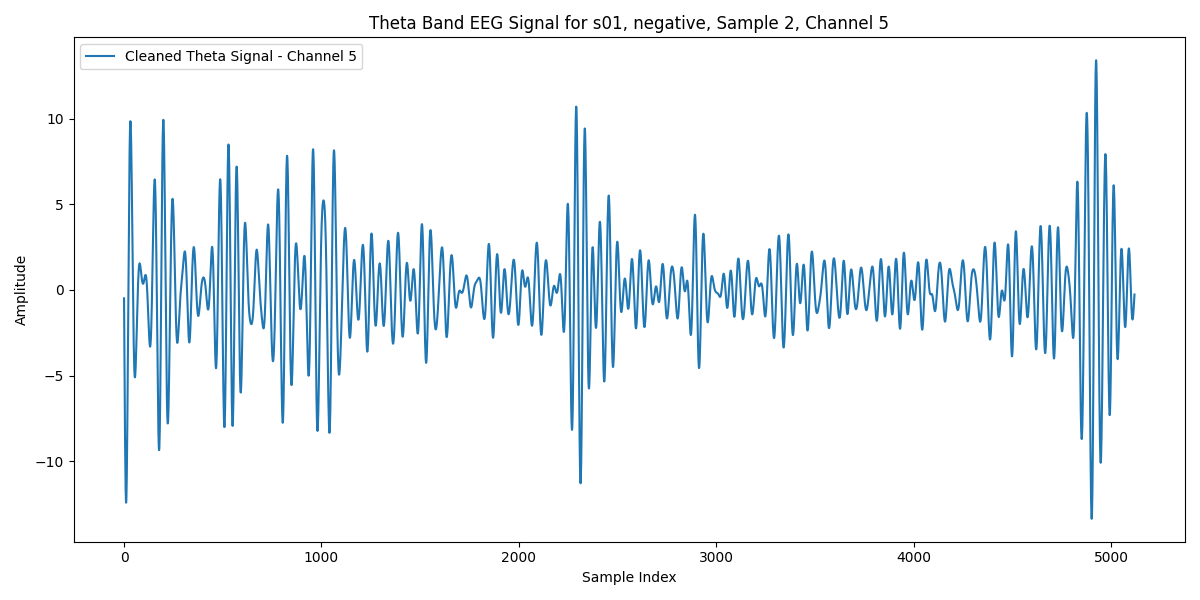 Theta Band EEG Signal for s01, negative, Sample 2, Channel 5
Cleaned Theta Signal - Channel 5
Amplitude
10
5
0
−5
−10
0 1000 2000 3000 4000 5000
Sample Index